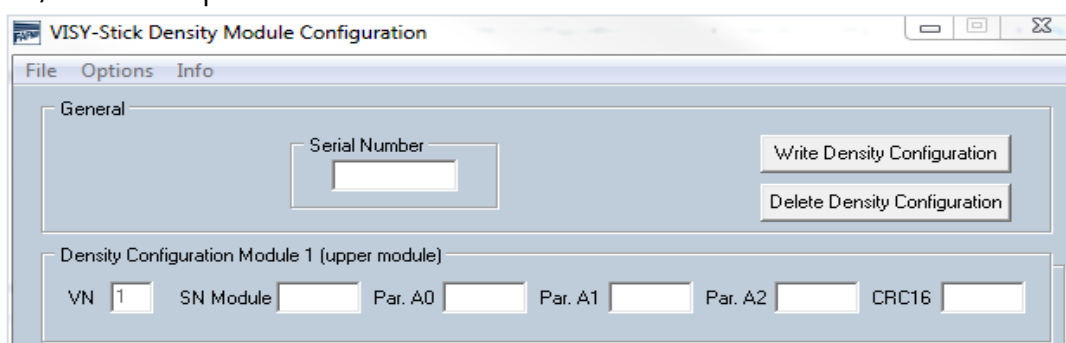 VISY-Stick Density Module Configuration
File Options Info
General
Serial Number
Write Density Configuration
Delete Density Configuration
Density Configuration Module 1 (upper module)
VN 1 SN Module Par. A0 Par. A1 Par. A2 CRC16